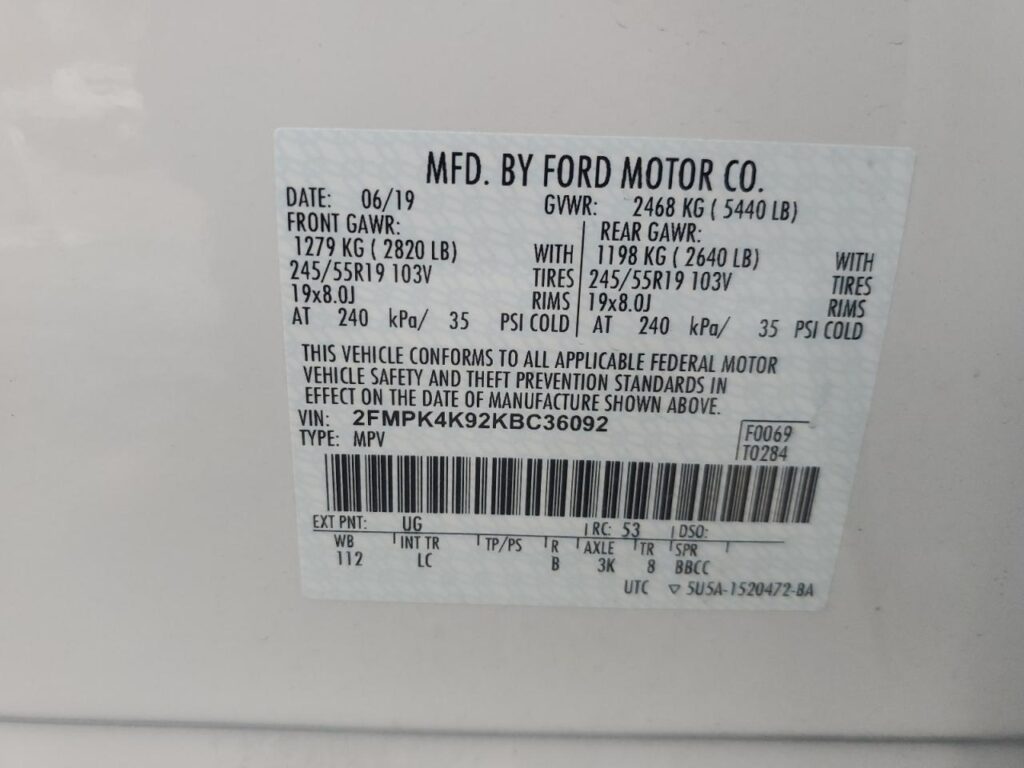 MFD. BY FORD MOTOR CO.
DATE: 06/19 GVWR: 2468 KG ( 5440 LB)
FRONT GAWR: REAR GAWR:
1279 KG ( 2820 LB) WITH 1198 KG ( 2640 LB) WITH
245/55R19 103V TIRES 245/55R19 103V TIRES
19x8.0J RIMS 19x8.0J RIMS
AT 240 kPa/ 35 PSI COLD AT 240 kPa/ 35 PSI COLD
THIS VEHICLE CONFORMS TO ALL APPLICABLE FEDERAL MOTOR
VEHICLE SAFETY AND THEFT PREVENTION STANDARDS IN
EFFECT ON THE DATE OF MANUFACTURE SHOWN ABOVE.
VIN: 2FMPK4K92KBC36092
TYPE: MPV
F0069
T0284
EXT PNT: UG RC: 53 DSO:
WB INT TR TP/PS R AXLE TR SPR
112 LC B 3K 8 BBCC
UTC ▽ 5U5A-1520472-BA